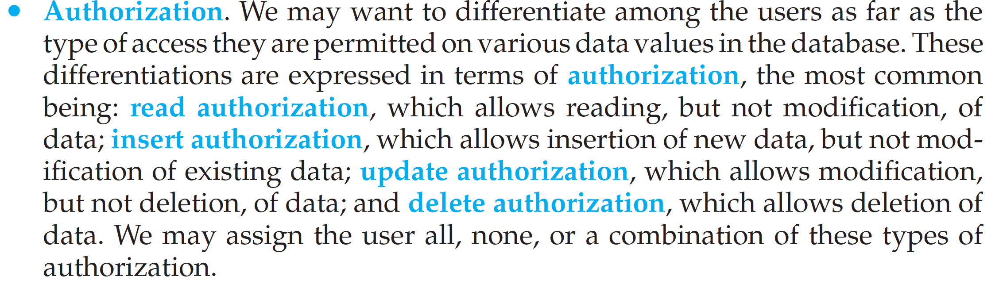 • Authorization. We may want to differentiate among the users as far as the
type of access they are permitted on various data values in the database. These
differentiations are expressed in terms of authorization, the most common
being: read authorization, which allows reading, but not modification, of
data; insert authorization, which allows insertion of new data, but not mod-
ification of existing data; update authorization, which allows modification,
but not deletion, of data; and delete authorization, which allows deletion of
data. We may assign the user all, none, or a combination of these types of
authorization.